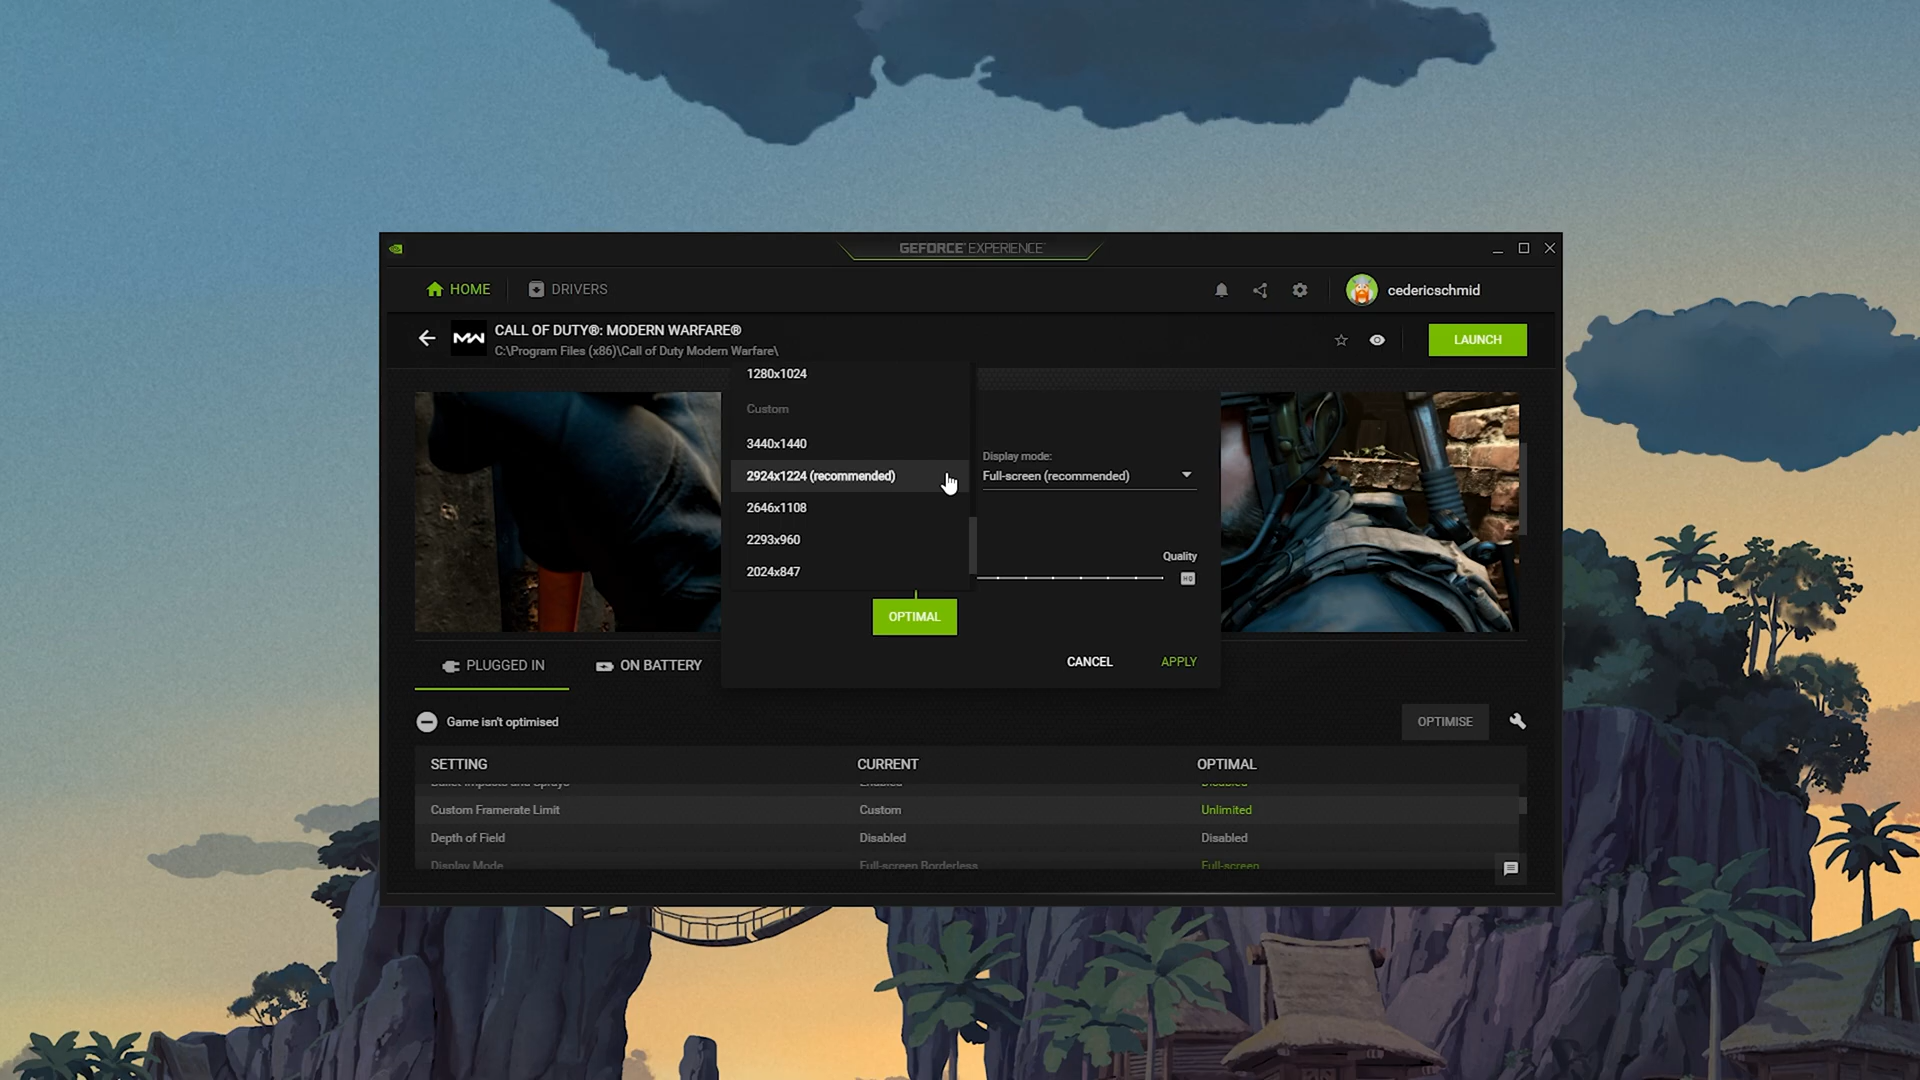 GEFORCE® EXPERIENCE™
HOME
DRIVERS
cedericschmid
CALL OF DUTY®: MODERN WARFARE®
C:\Program Files (x86)\Call of Duty Modern Warfare\
LAUNCH
1280x1024
Custom
3440x1440
2924x1224 (recommended)
2646x1108
2293x960
2024x847
Display mode:
Full-screen (recommended)
Quality
HQ
OPTIMAL
CANCEL
APPLY
PLUGGED IN
ON BATTERY
Game isn't optimised
OPTIMISE
SETTING CURRENT OPTIMAL
Bullet Impacts and Sprays Enabled Disabled
Custom Framerate Limit Custom Unlimited
Depth of Field Disabled Disabled
Display Mode Full-screen Borderless Full-screen